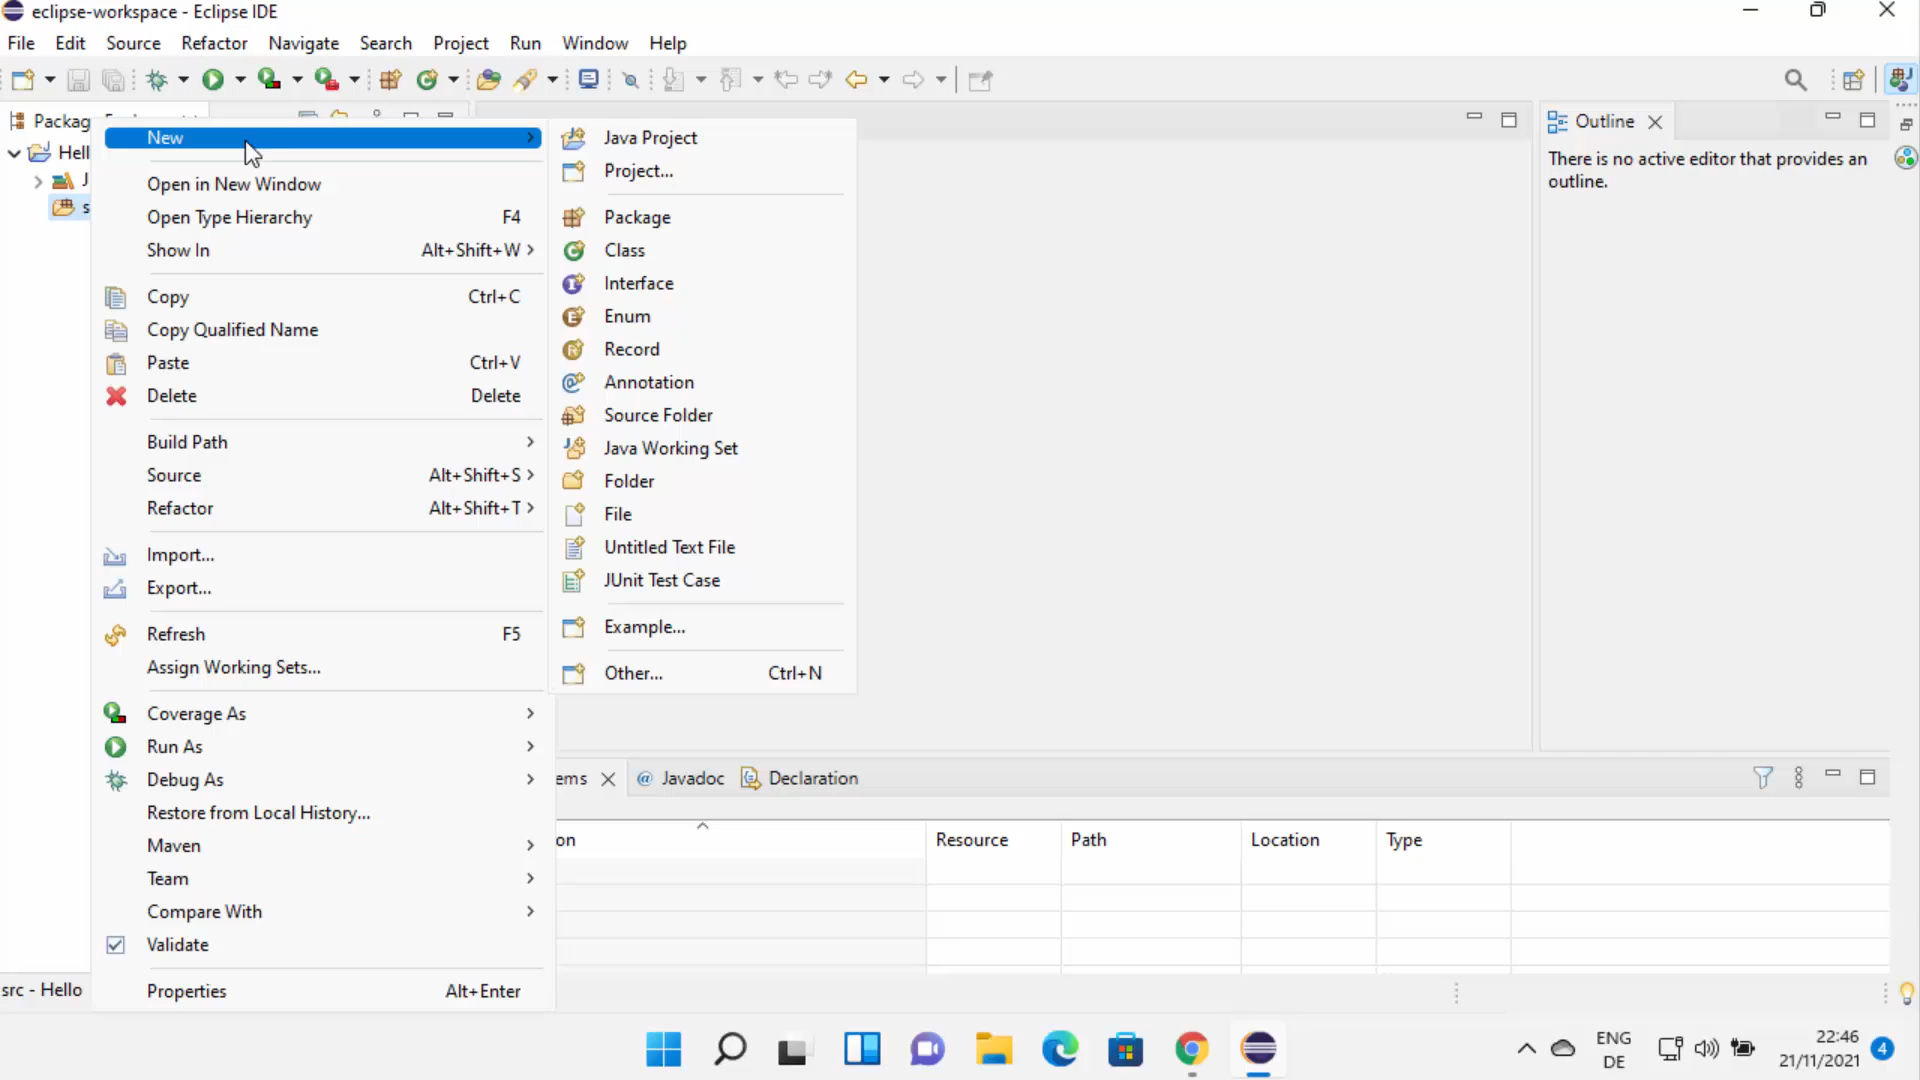 eclipse-workspace - Eclipse IDE
File Edit Source Refactor Navigate Search Project Run Window Help
Packag
Outline
There is no active editor that provides an
outline.
Hell
J
s
New
Open in New Window
Open Type Hierarchy F4
Show In Alt+Shift+W
Copy Ctrl+C
Copy Qualified Name
Paste Ctrl+V
Delete Delete
Build Path
Source Alt+Shift+S
Refactor Alt+Shift+T
Import...
Export...
Refresh F5
Assign Working Sets...
Coverage As
Run As
Debug As
Restore from Local History...
Maven
Team
Compare With
Validate
Properties Alt+Enter
Java Project
Project...
Package
Class
Interface
Enum
Record
Annotation
Source Folder
Java Working Set
Folder
File
Untitled Text File
JUnit Test Case
Example...
Other... Ctrl+N
ems @ Javadoc Declaration
on Resource Path Location Type
src - Hello
ENG
DE
22:46
21/11/2021
4